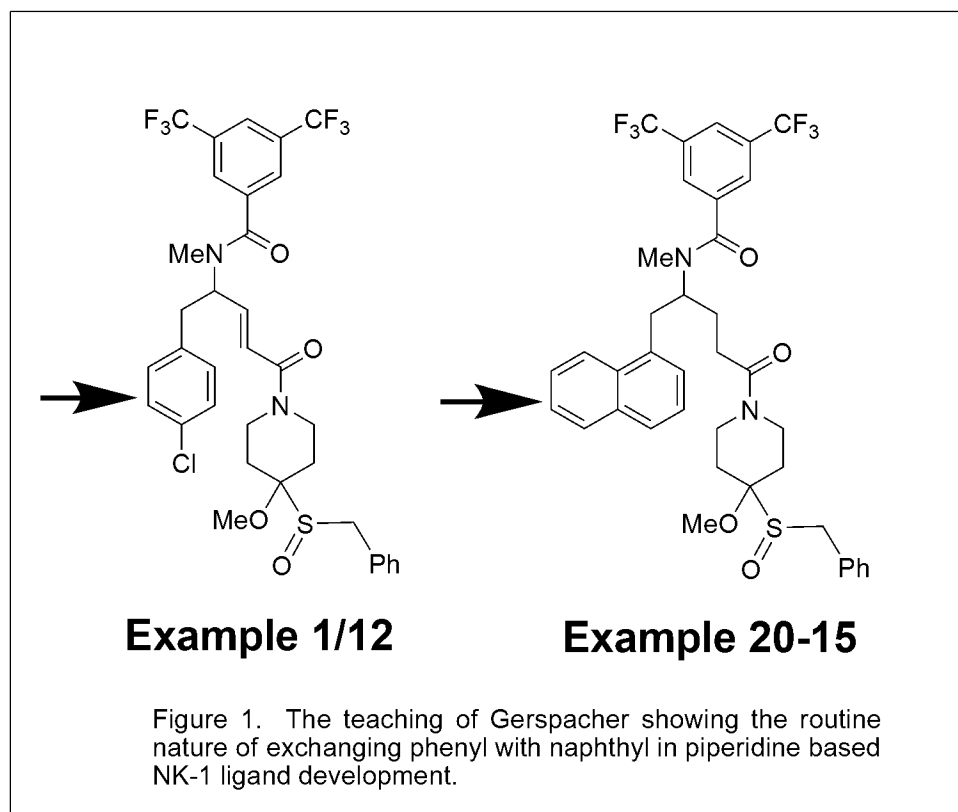 F₃C CF₃
F₃C CF₃
MeN O
MeN O
O
O
N
N
Cl
MeO S
MeO S
O Ph
O Ph
Example 1/12
Example 20-15
Figure 1. The teaching of Gerspacher showing the routine
nature of exchanging phenyl with naphthyl in piperidine based
NK-1 ligand development.